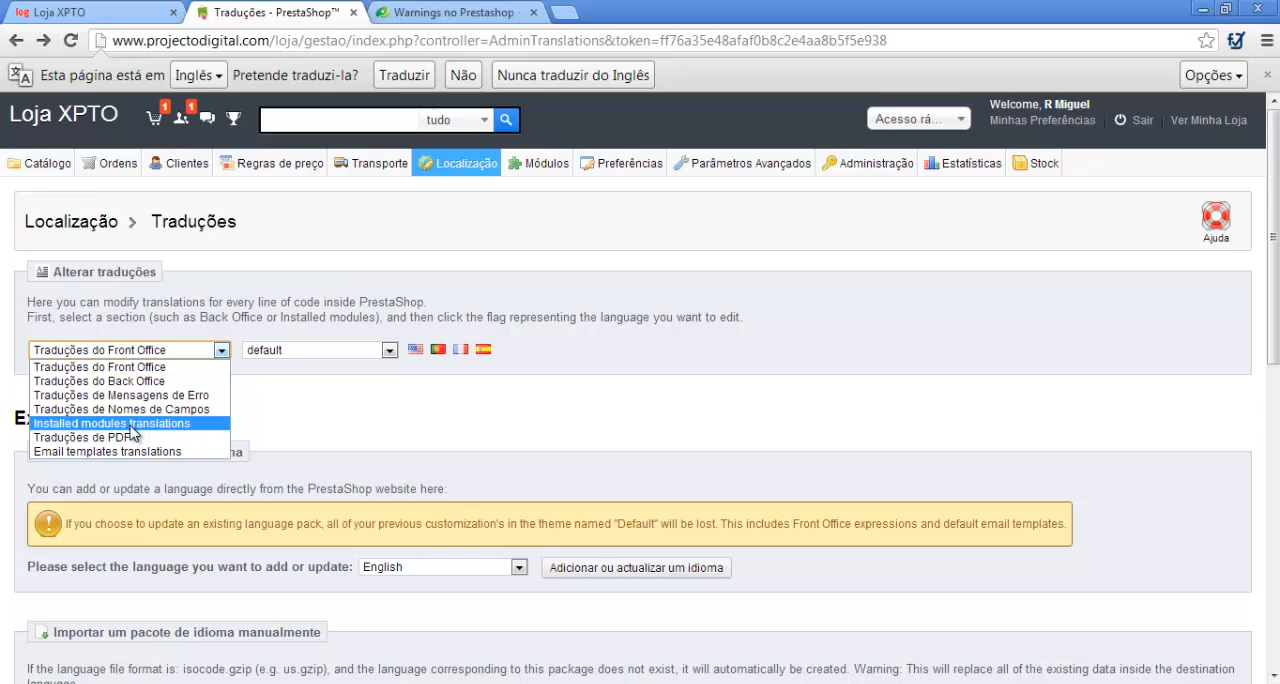 log Loja XPTO
Traduções - PrestaShop™
Warnings no Prestashop
www.projectodigital.com/loja/gestao/index.php?controller=AdminTranslations&token=ff76a35e48afaf0b8c2e4aa8b5f5e938
Esta página está em Inglês Pretende traduzi-la? Traduzir Não Nunca traduzir do Inglês Opções
Loja XPTO 1 1 tudo Acesso rá... Welcome, R Miguel
Minhas Preferências Sair Ver Minha Loja
Catálogo Ordens Clientes Regras de preço Transporte Localização Módulos Preferências Parâmetros Avançados Administração Estatísticas Stock
Localização > Traduções
Ajuda
Alterar traduções
Here you can modify translations for every line of code inside PrestaShop.
First, select a section (such as Back Office or Installed modules), and then click the flag representing the language you want to edit.
Traduções do Front Office default
Traduções do Front Office
Traduções do Back Office
Traduções de Mensagens de Erro
Traduções de Nomes de Campos
Installed modules translations
Traduções de PDF
Email templates translations
You can add or update a language directly from the PrestaShop website here:
If you choose to update an existing language pack, all of your previous customization's in the theme named "Default" will be lost. This includes Front Office expressions and default email templates.
Please select the language you want to add or update: English Adicionar ou actualizar um idioma
Importar um pacote de idioma manualmente
If the language file format is: isocode.gzip (e.g. us.gzip), and the language corresponding to this package does not exist, it will automatically be created. Warning: This will replace all of the existing data inside the destination